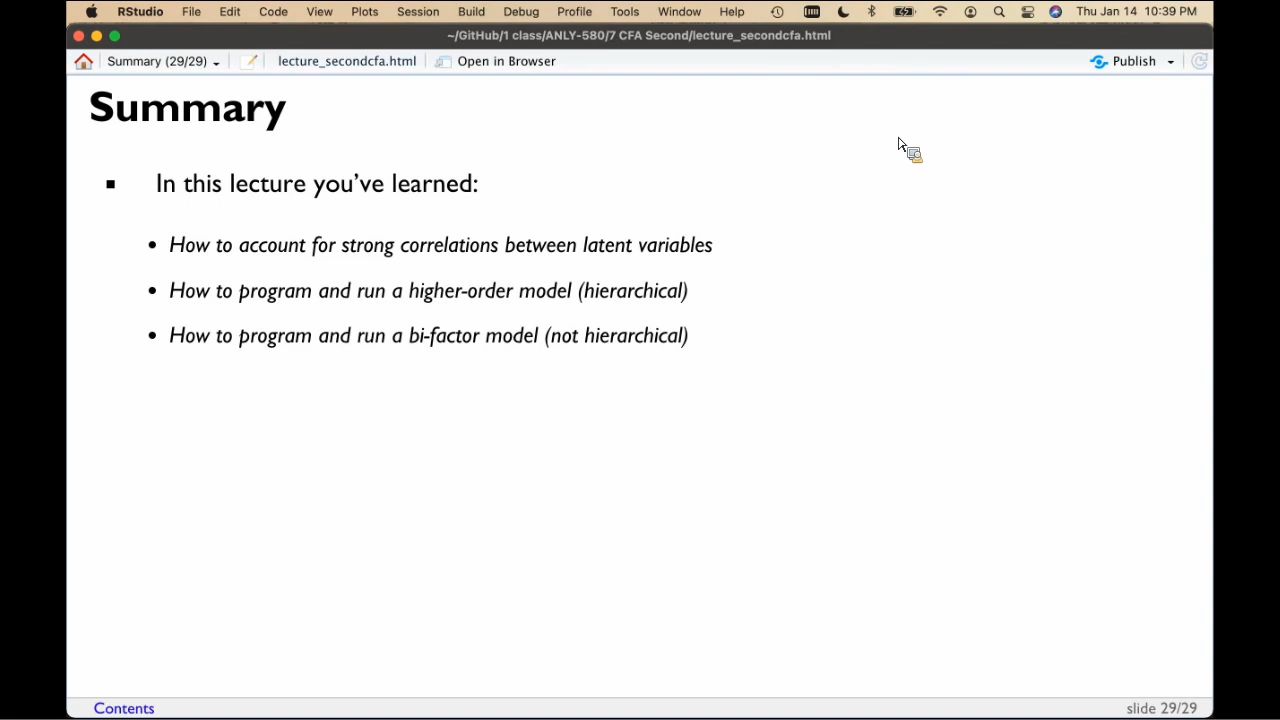 RStudio File Edit Code View Plots Session Build Debug Profile Tools Window Help Thu Jan 14 10:39 PM
~/GitHub/1 class/ANLY-580/7 CFA Second/lecture_secondcfa.html
Summary (29/29) lecture_secondcfa.html Open in Browser Publish
Summary
In this lecture you’ve learned:
How to account for strong correlations between latent variables
How to program and run a higher-order model (hierarchical)
How to program and run a bi-factor model (not hierarchical)
Contents slide 29/29